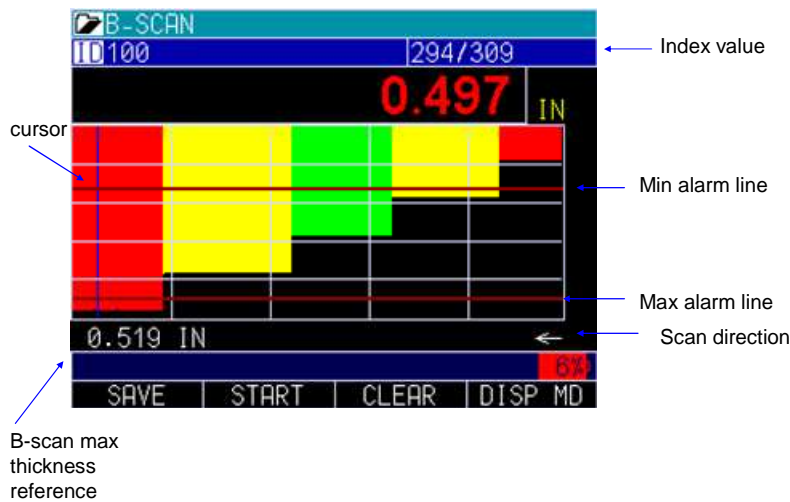 B-SCAN
ID 100 294/309
Index value
0.497 IN
cursor
Min alarm line
Max alarm line
0.519 IN
Scan direction
6%
SAVE START CLEAR DISP MD
B-scan max
thickness
reference